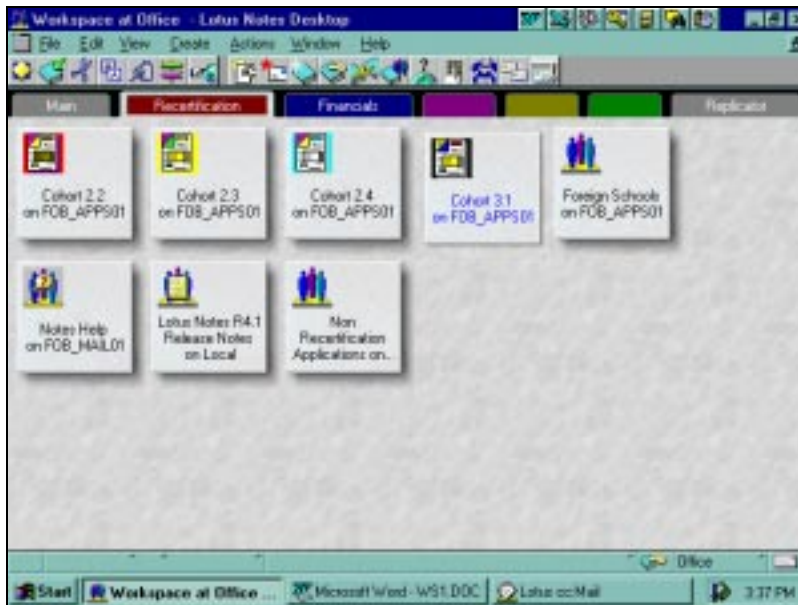 Workspace at Office - Lotus Notes Desktop
File Edit View Create Actions Window Help
Main Recertification Financials Replicator
Cohort 2.2
on FOB_APPS01
Cohort 2.3
on FOB_APPS01
Cohort 2.4
on FOB_APPS01
Cohort 3.1
on FOB_APPS01
Foreign Schools
on FOB_APPS01
Notes Help
on FOB_MAIL01
Lotus Notes R4.1
Release Notes
on Local
Non
Recertification
Applications on...
Office
Start Workspace at Office ... Microsoft Word - WS1.DOC Lotus cc:Mail 3:37 PM